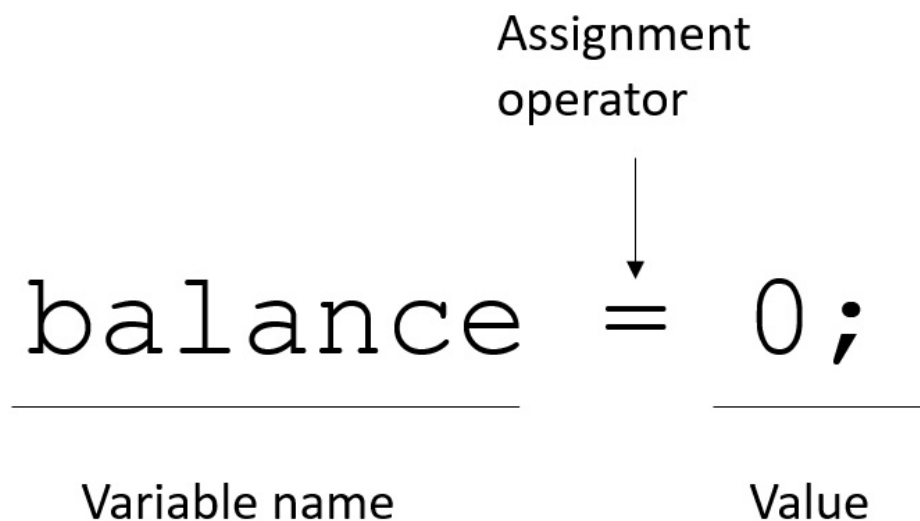 Assignment
operator
balance = 0;
Variable name
Value